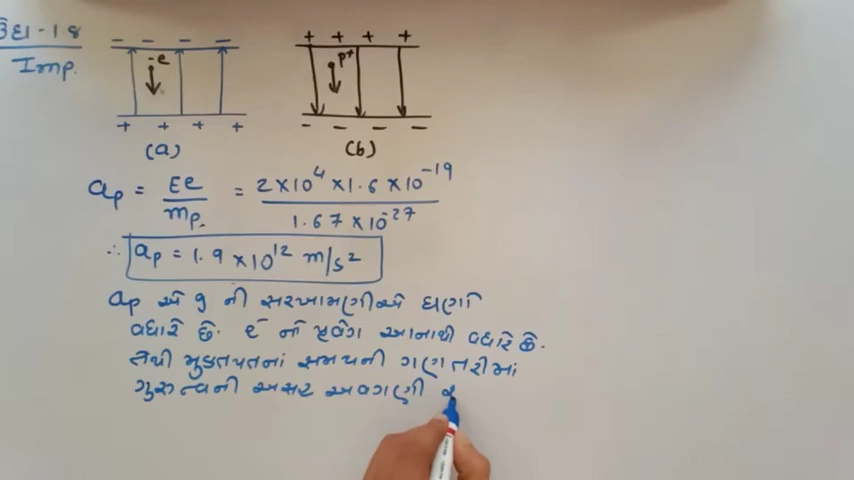 ઉદા-18
Imp.
- - - -
-e
+ + + +
(a)
+ + + +
p+
- - - -
(b)
ap = Ee/mp = 2×10⁴×1.6×10⁻¹⁹ / 1.67×10⁻²⁷
∴ ap = 1.9×10¹² m/s²
ap એ g ની સરખામણીએ ઘણો
વધારે છે. e⁻ નો પ્રવેગ આનાથી વધારે છે.
તેથી મુક્તપતનનાં સમયની ગણતરીમાં
ગુરુત્વની અસર અવગણી